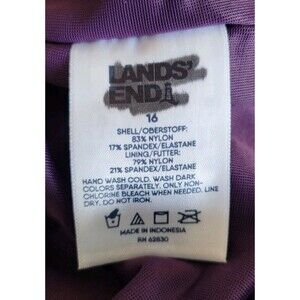 LANDS'
END
16
SHELL/OBERSTOFF:
83% NYLON
17% SPANDEX/ELASTANE
LINING/FUTTER:
79% NYLON
21% SPANDEX/ELASTANE
HAND WASH COLD. WASH DARK
COLORS SEPARATELY. ONLY NON-
CHLORINE BLEACH WHEN NEEDED. LINE
DRY. DO NOT IRON.
MADE IN INDONESIA
RN 62830